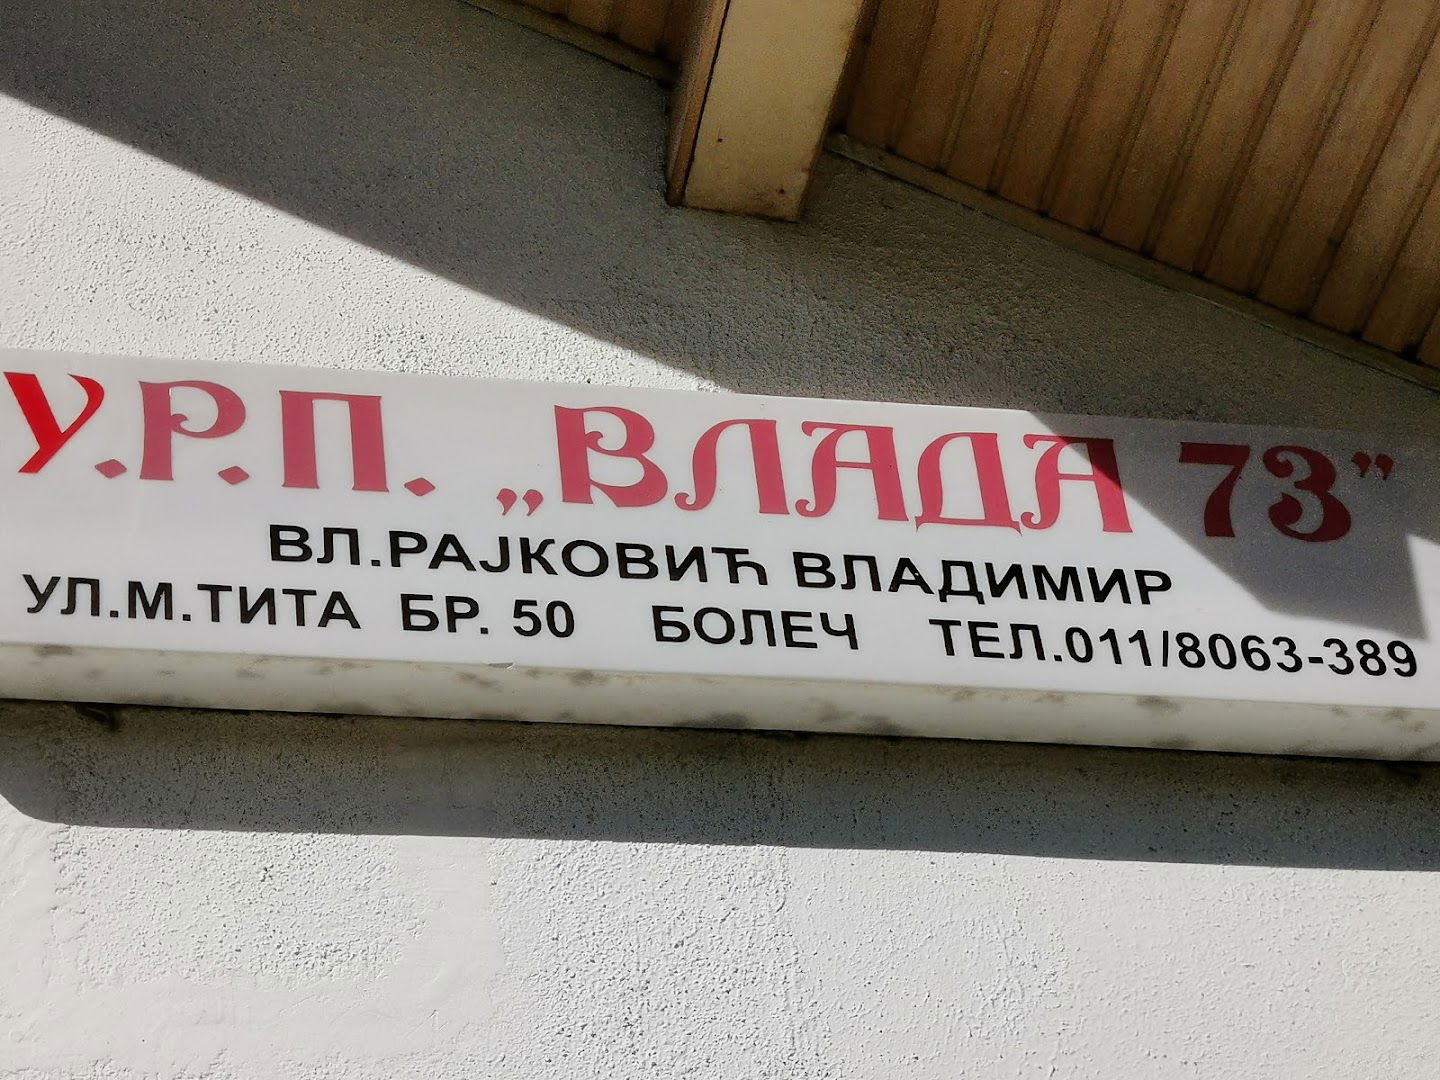 У.Р.П. „ВЛАДА 73”
ВЛ.РАЈКОВИЋ ВЛАДИМИР
УЛ.М.ТИТА БР. 50 БОЛЕЧ ТЕЛ.011/8063-389